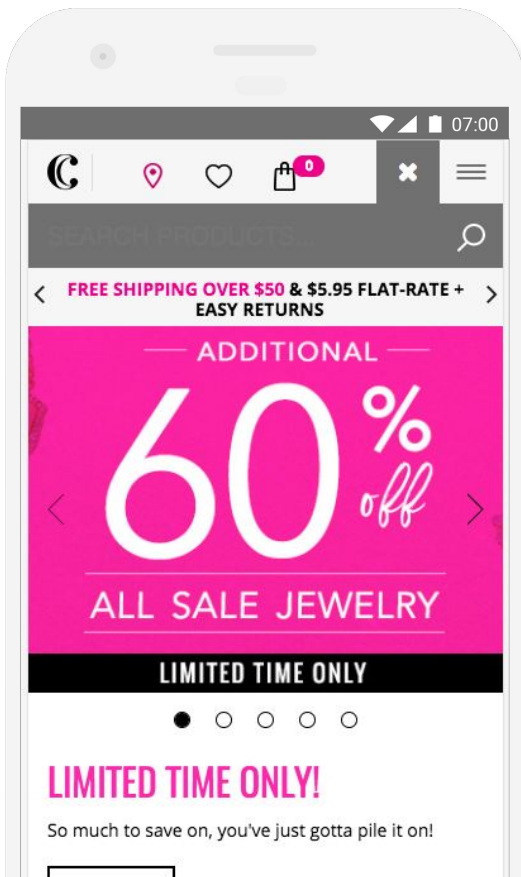 07:00
0
SEARCH PRODUCTS...
FREE SHIPPING OVER $50 & $5.95 FLAT-RATE +
EASY RETURNS
ADDITIONAL
60%
off
ALL SALE JEWELRY
LIMITED TIME ONLY
LIMITED TIME ONLY!
So much to save on, you've just gotta pile it on!